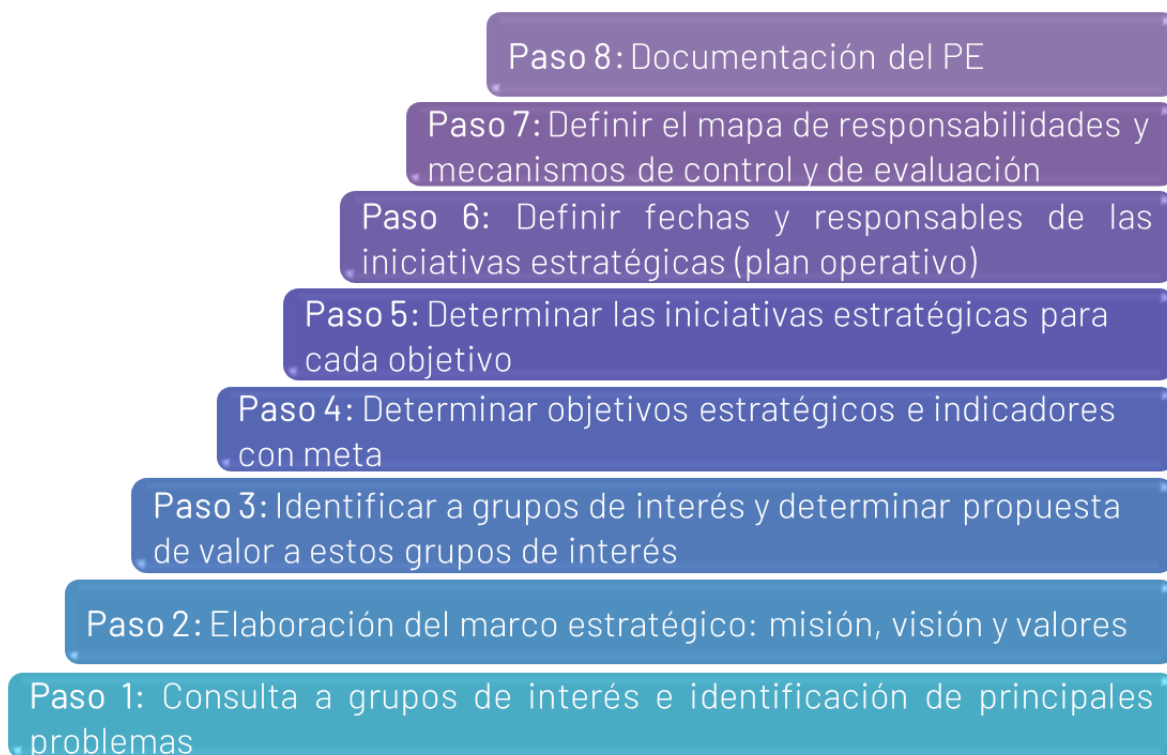 Paso 8: Documentación del PE
Paso 7: Definir el mapa de responsabilidades y
mecanismos de control y de evaluación
Paso 6: Definir fechas y responsables de las
iniciativas estratégicas (plan operativo)
Paso 5: Determinar las iniciativas estratégicas para
cada objetivo
Paso 4: Determinar objetivos estratégicos e indicadores
con meta
Paso 3: Identificar a grupos de interés y determinar propuesta
de valor a estos grupos de interés
Paso 2: Elaboración del marco estratégico: misión, visión y valores
Paso 1: Consulta a grupos de interés e identificación de principales
problemas